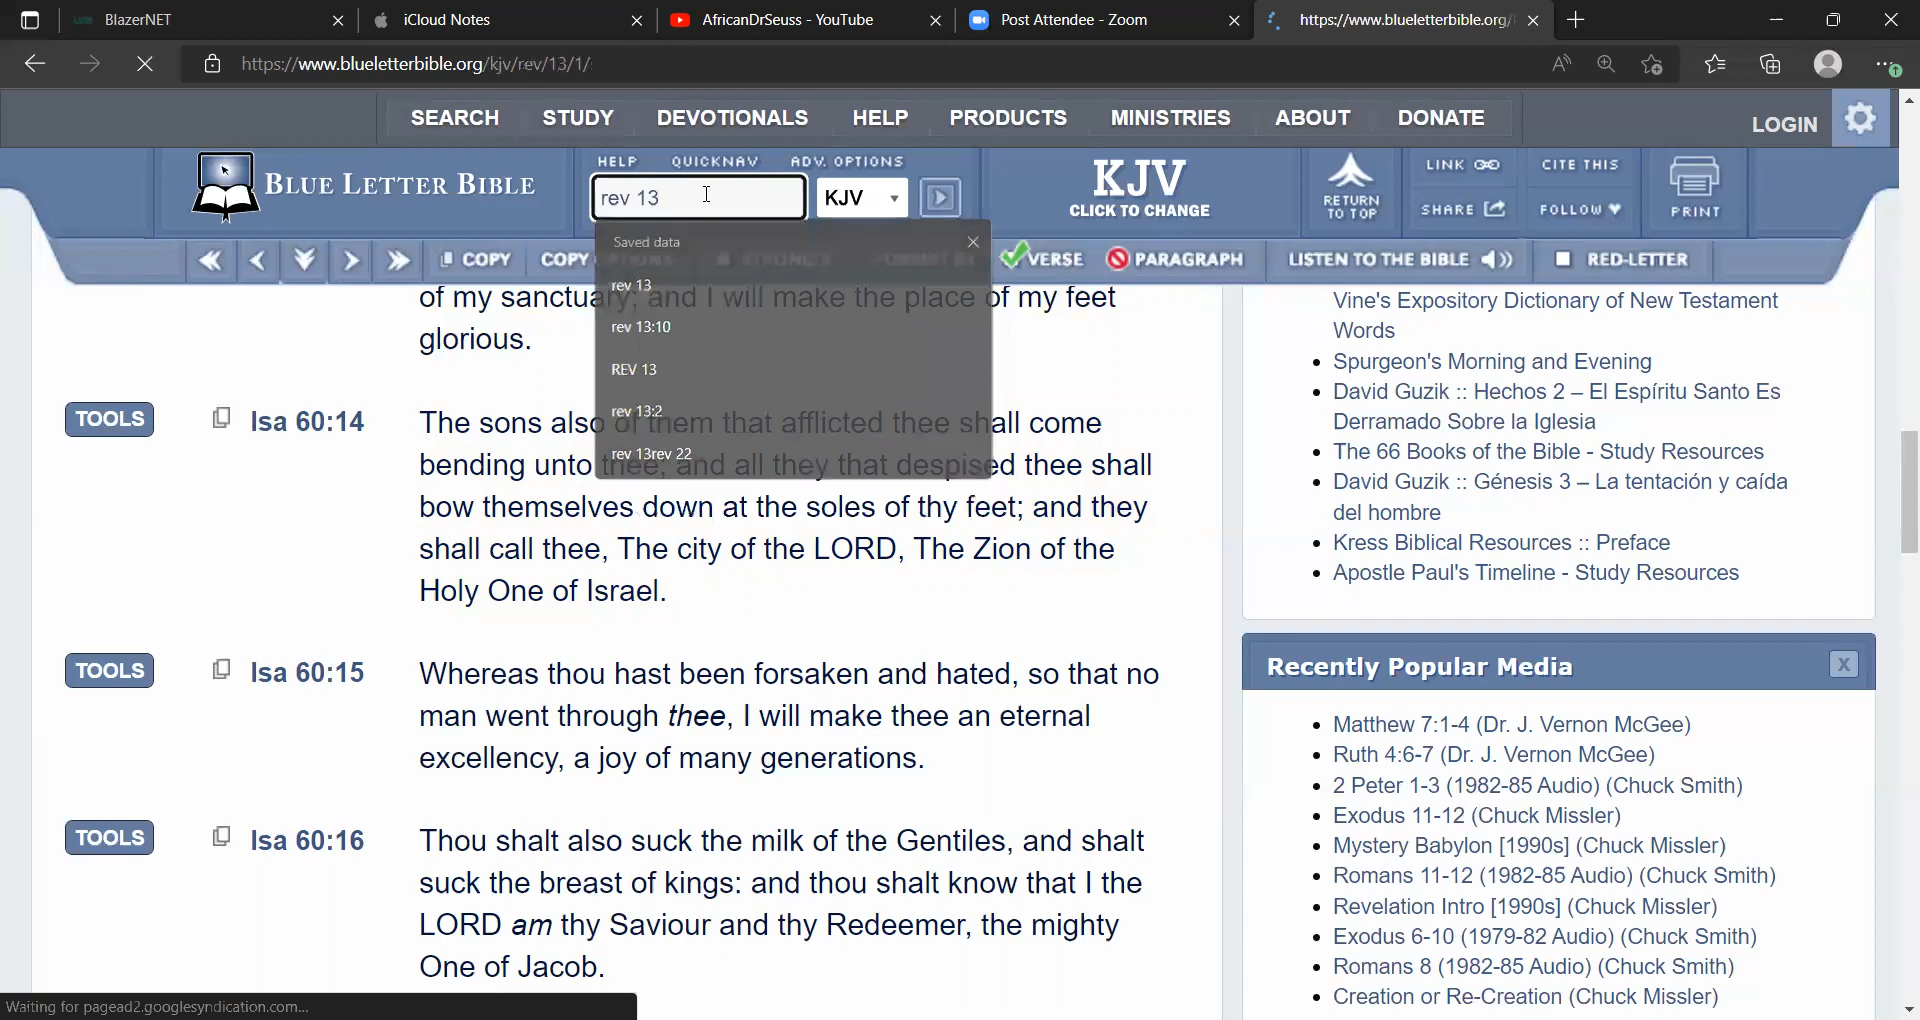 BlazerNET
iCloud Notes
AfricanDrSeuss - YouTube
Post Attendee - Zoom
https://www.blueletterbible.org/
https://www.blueletterbible.org/kjv/rev/13/1/
SEARCH
STUDY
DEVOTIONALS
HELP
PRODUCTS
MINISTRIES
ABOUT
DONATE
LOGIN
BLUE LETTER BIBLE
HELP
QUICKNAV
ADV. OPTIONS
rev 13
KJV
KJV
CLICK TO CHANGE
RETURN
TO TOP
LINK
SHARE
CITE THIS
FOLLOW
PRINT
COPY
COPY
VERSE
PARAGRAPH
LISTEN TO THE BIBLE
RED-LETTER
Saved data
rev 13
rev 13:10
REV 13
rev 13:2
rev 13rev 22
of my sanctuary; and I will make the place of my feet
glorious.
TOOLS
Isa 60:14
The sons also of them that afflicted thee shall come
bending unto thee; and all they that despised thee shall
bow themselves down at the soles of thy feet; and they
shall call thee, The city of the LORD, The Zion of the
Holy One of Israel.
TOOLS
Isa 60:15
Whereas thou hast been forsaken and hated, so that no
man went through thee, I will make thee an eternal
excellency, a joy of many generations.
TOOLS
Isa 60:16
Thou shalt also suck the milk of the Gentiles, and shalt
suck the breast of kings: and thou shalt know that I the
LORD am thy Saviour and thy Redeemer, the mighty
One of Jacob.
Vine's Expository Dictionary of New Testament
Words
Spurgeon's Morning and Evening
David Guzik :: Hechos 2 – El Espíritu Santo Es
Derramado Sobre la Iglesia
The 66 Books of the Bible - Study Resources
David Guzik :: Génesis 3 – La tentación y caída
del hombre
Kress Biblical Resources :: Preface
Apostle Paul's Timeline - Study Resources
Recently Popular Media
X
Matthew 7:1-4 (Dr. J. Vernon McGee)
Ruth 4:6-7 (Dr. J. Vernon McGee)
2 Peter 1-3 (1982-85 Audio) (Chuck Smith)
Exodus 11-12 (Chuck Missler)
Mystery Babylon [1990s] (Chuck Missler)
Romans 11-12 (1982-85 Audio) (Chuck Smith)
Revelation Intro [1990s] (Chuck Missler)
Exodus 6-10 (1979-82 Audio) (Chuck Smith)
Romans 8 (1982-85 Audio) (Chuck Smith)
Creation or Re-Creation (Chuck Missler)
Waiting for pagead2.googlesyndication.com...